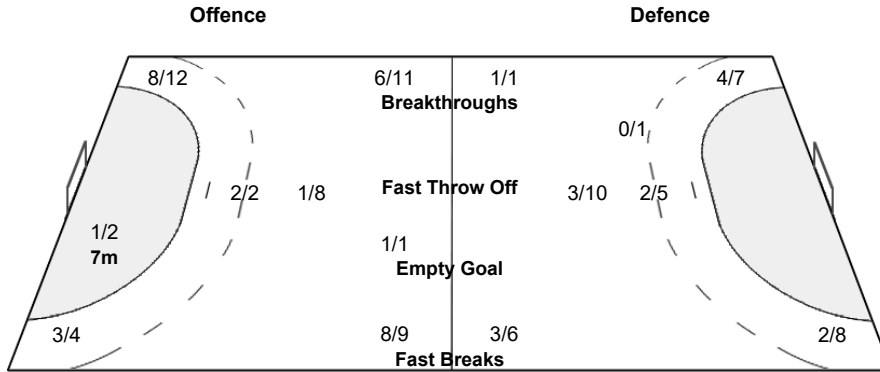 Offence Defence
8/12 6/11 1/1 4/7
Breakthroughs
0/1
2/2 1/8 Fast Throw Off 3/10 2/5
1/2 1/1
7m Empty Goal
3/4 8/9 3/6 2/8
Fast Breaks